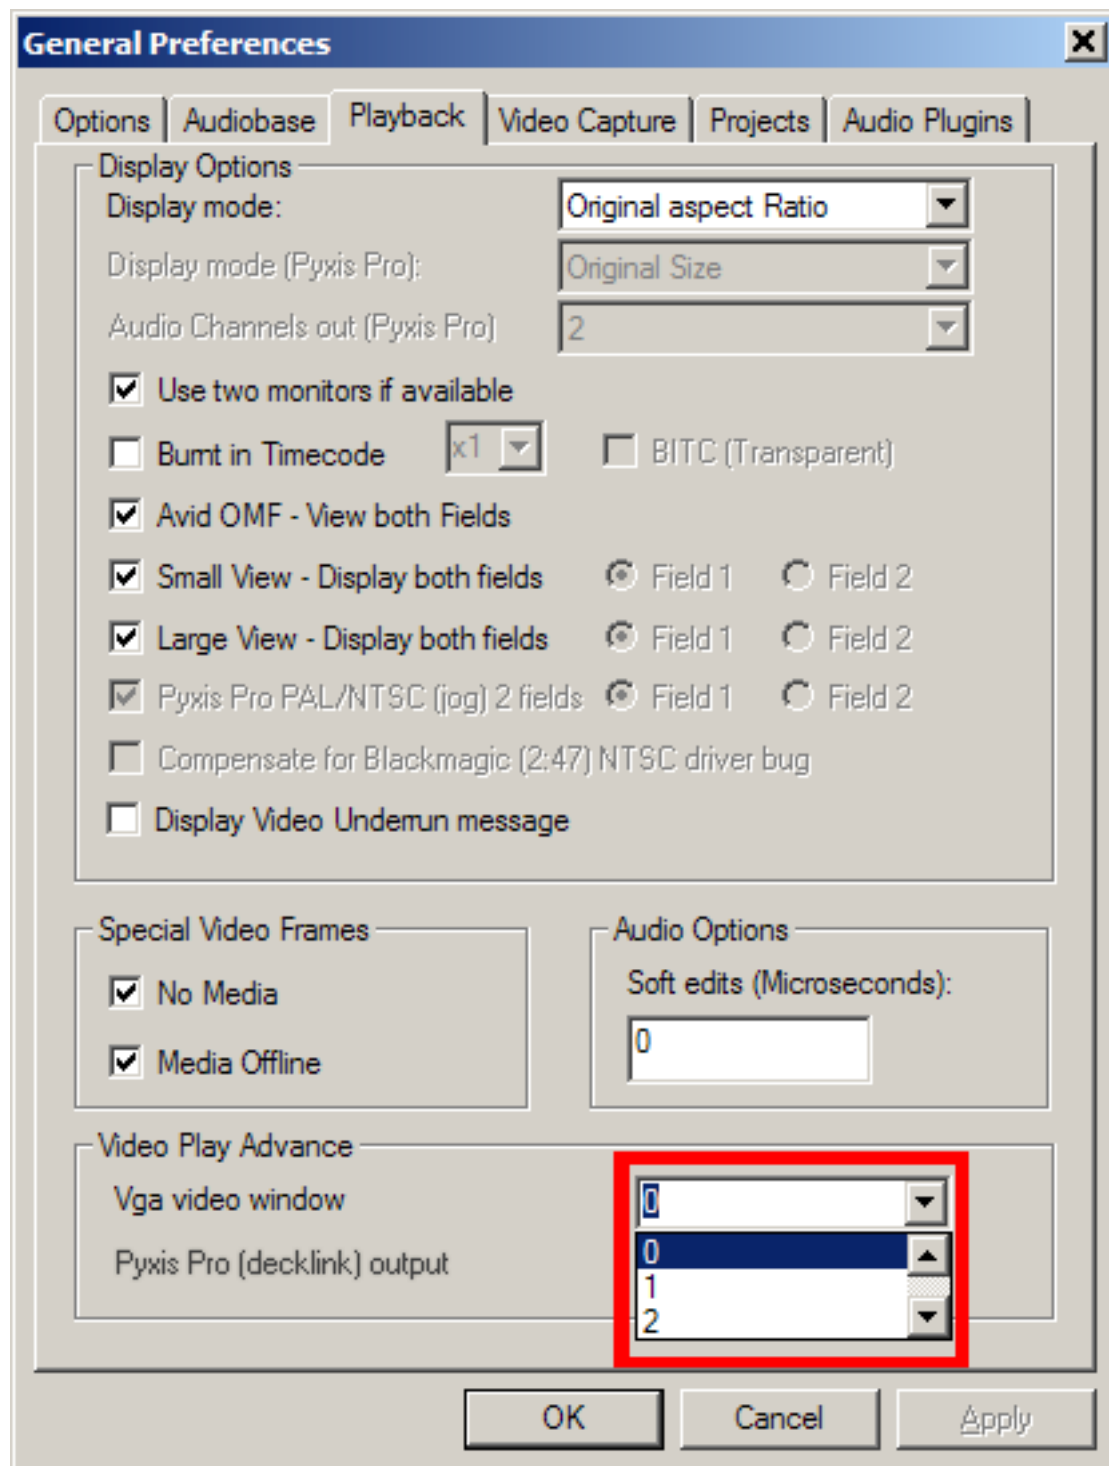 General Preferences
Options Audiobase Playback Video Capture Projects Audio Plugins
Display Options
Display mode: Original aspect Ratio
Display mode (Pyxis Pro): Original Size
Audio Channels out (Pyxis Pro) 2
Use two monitors if available
Burnt in Timecode x1 BITC (Transparent)
Avid OMF - View both Fields
Small View - Display both fields Field 1 Field 2
Large View - Display both fields Field 1 Field 2
Pyxis Pro PAL/NTSC (jog) 2 fields Field 1 Field 2
Compensate for Blackmagic (2:47) NTSC driver bug
Display Video Underrun message
Special Video Frames
No Media
Media Offline
Audio Options
Soft edits (Microseconds):
0
Video Play Advance
Vga video window 0
0
Pyxis Pro (decklink) output
1
2
OK Cancel Apply